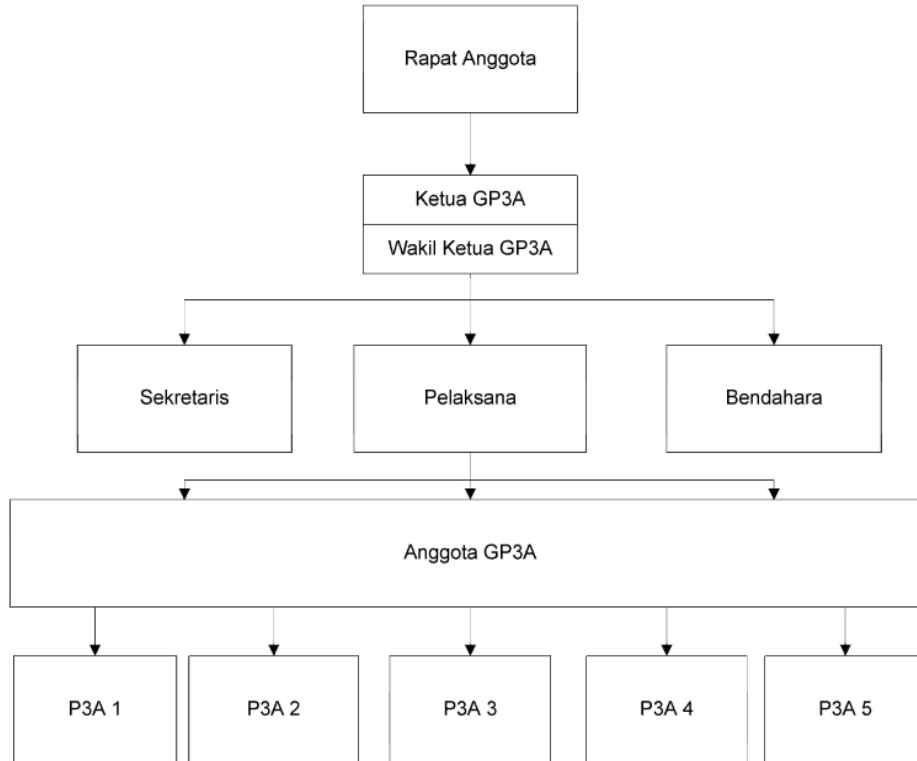 Rapat Anggota
Ketua GP3A
Wakil Ketua GP3A
Sekretaris
Pelaksana
Bendahara
Anggota GP3A
P3A 1
P3A 2
P3A 3
P3A 4
P3A 5